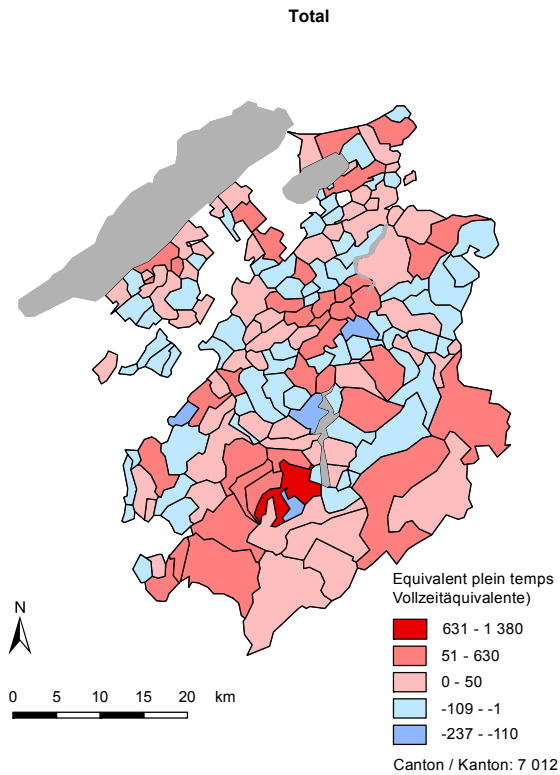 Total
Equivalent plein temps
Vollzeitäquivalente)
631 - 1 380
51 - 630
0 - 50
-109 - -1
-237 - -110
Canton / Kanton: 7 012
N
0 5 10 15 20 km